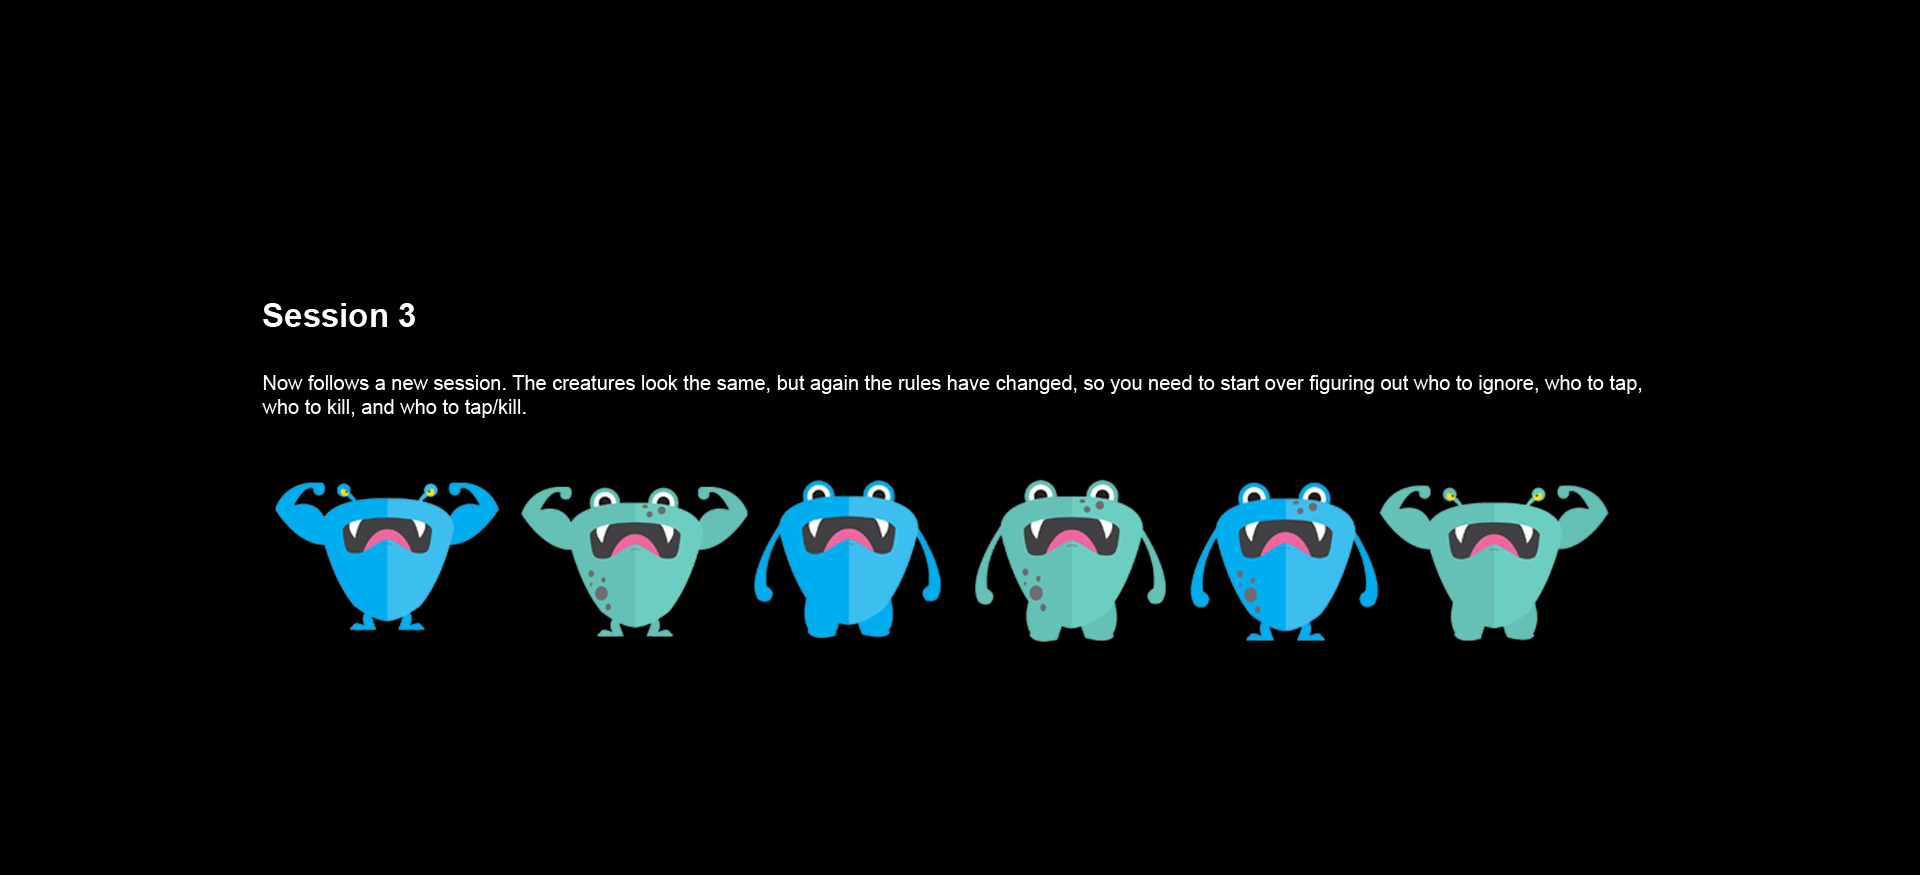 Session 3
Now follows a new session. The creatures look the same, but again the rules have changed, so you need to start over figuring out who to ignore, who to tap,
who to kill, and who to tap/kill.